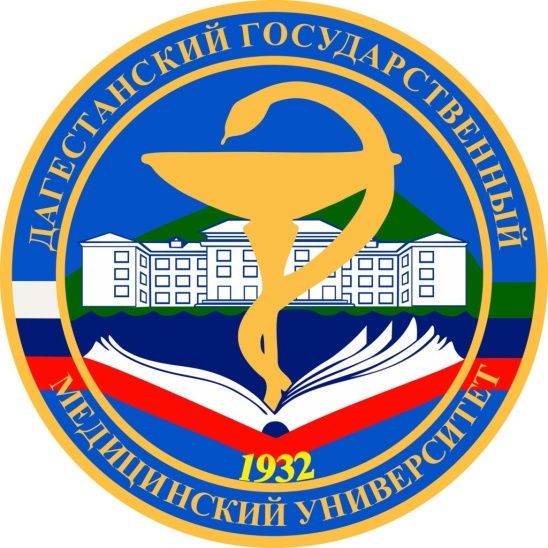 ДАГЕСТАНСКИЙ ГОСУДАРСТВЕННЫЙ
МЕДИЦИНСКИЙ УНИВЕРСИТЕТ
1932